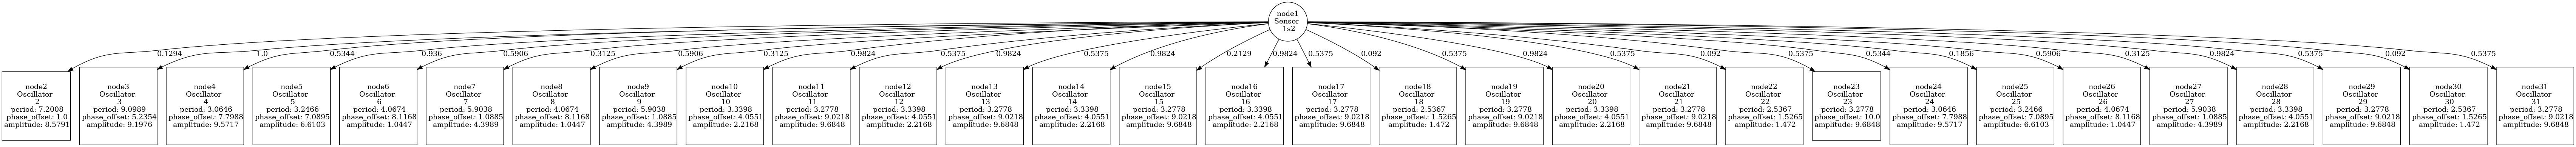 node1
Sensor
1s2
0.1294
1.0
-0.5344
0.936
0.5906
-0.3125
0.5906
-0.3125
0.9824
-0.5375
0.9824
-0.5375
0.9824
0.2129
0.9824
-0.5375
-0.092
-0.5375
0.9824
-0.5375
-0.092
-0.5375
-0.5344
0.1856
0.5906
-0.3125
0.9824
-0.5375
-0.092
-0.5375
node2
Oscillator
2
period: 7.2008
phase_offset: 1.0
amplitude: 8.5791
node3
Oscillator
3
period: 9.0989
phase_offset: 5.2354
amplitude: 9.1976
node4
Oscillator
4
period: 3.0646
phase_offset: 7.7988
amplitude: 9.5717
node5
Oscillator
5
period: 3.2466
phase_offset: 7.0895
amplitude: 6.6103
node6
Oscillator
6
period: 4.0674
phase_offset: 8.1168
amplitude: 1.0447
node7
Oscillator
7
period: 5.9038
phase_offset: 1.0885
amplitude: 4.3989
node8
Oscillator
8
period: 4.0674
phase_offset: 8.1168
amplitude: 1.0447
node9
Oscillator
9
period: 5.9038
phase_offset: 1.0885
amplitude: 4.3989
node10
Oscillator
10
period: 3.3398
phase_offset: 4.0551
amplitude: 2.2168
node11
Oscillator
11
period: 3.2778
phase_offset: 9.0218
amplitude: 9.6848
node12
Oscillator
12
period: 3.3398
phase_offset: 4.0551
amplitude: 2.2168
node13
Oscillator
13
period: 3.2778
phase_offset: 9.0218
amplitude: 9.6848
node14
Oscillator
14
period: 3.3398
phase_offset: 4.0551
amplitude: 2.2168
node15
Oscillator
15
period: 3.2778
phase_offset: 9.0218
amplitude: 9.6848
node16
Oscillator
16
period: 3.3398
phase_offset: 4.0551
amplitude: 2.2168
node17
Oscillator
17
period: 3.2778
phase_offset: 9.0218
amplitude: 9.6848
node18
Oscillator
18
period: 2.5367
phase_offset: 1.5265
amplitude: 1.472
node19
Oscillator
19
period: 3.2778
phase_offset: 9.0218
amplitude: 9.6848
node20
Oscillator
20
period: 3.3398
phase_offset: 4.0551
amplitude: 2.2168
node21
Oscillator
21
period: 3.2778
phase_offset: 9.0218
amplitude: 9.6848
node22
Oscillator
22
period: 2.5367
phase_offset: 1.5265
amplitude: 1.472
node23
Oscillator
23
period: 3.2778
phase_offset: 10.0
amplitude: 9.6848
node24
Oscillator
24
period: 3.0646
phase_offset: 7.7988
amplitude: 9.5717
node25
Oscillator
25
period: 3.2466
phase_offset: 7.0895
amplitude: 6.6103
node26
Oscillator
26
period: 4.0674
phase_offset: 8.1168
amplitude: 1.0447
node27
Oscillator
27
period: 5.9038
phase_offset: 1.0885
amplitude: 4.3989
node28
Oscillator
28
period: 3.3398
phase_offset: 4.0551
amplitude: 2.2168
node29
Oscillator
29
period: 3.2778
phase_offset: 9.0218
amplitude: 9.6848
node30
Oscillator
30
period: 2.5367
phase_offset: 1.5265
amplitude: 1.472
node31
Oscillator
31
period: 3.2778
phase_offset: 9.0218
amplitude: 9.6848